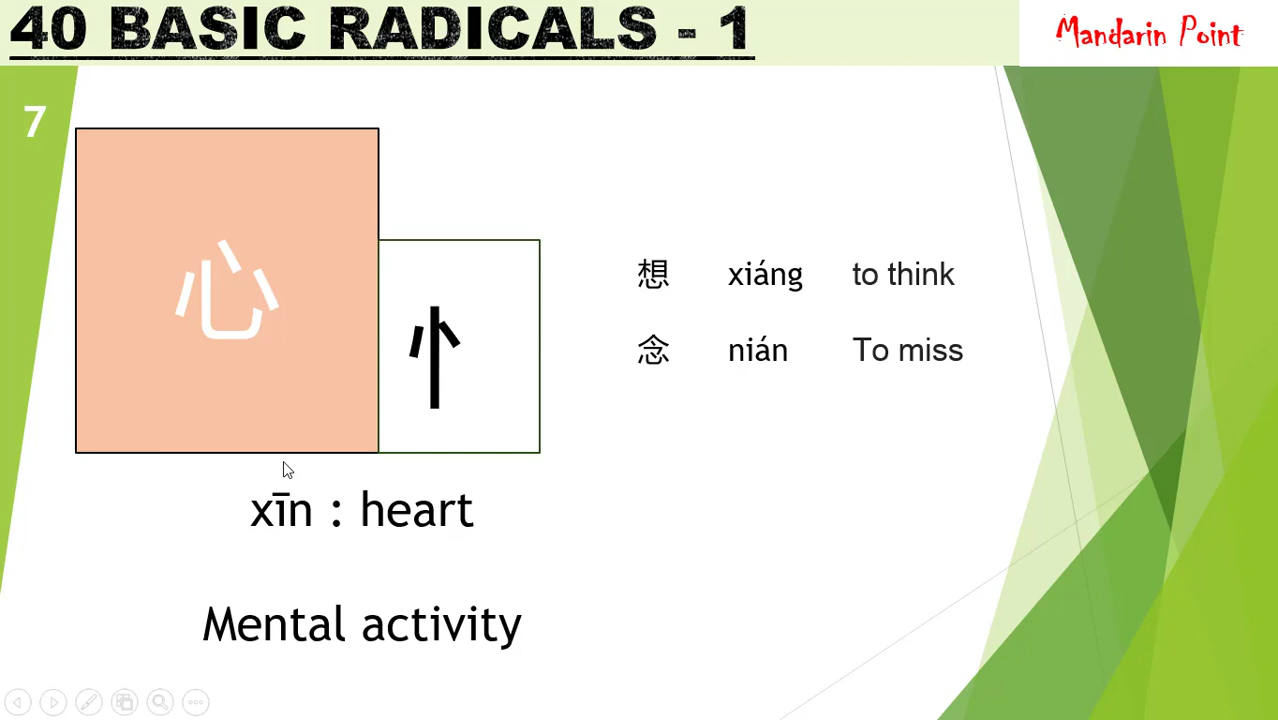 40 BASIC RADICALS - 1
Mandarin Point
7
心
忄
想 xiáng to think
念 nián To miss
xīn : heart
Mental activity